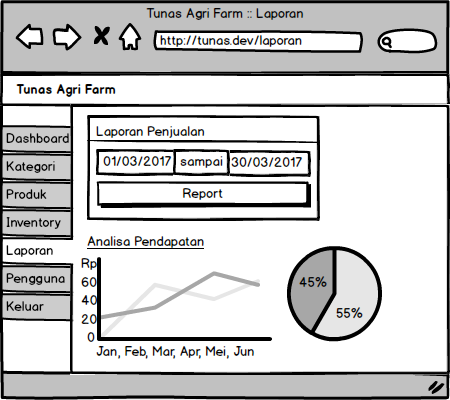 Tunas Agri Farm :: Laporan
http://tunas.dev/laporan
Tunas Agri Farm
Dashboard
Kategori
Produk
Inventory
Laporan
Pengguna
Keluar
Laporan Penjualan
01/03/2017 sampai 30/03/2017
Report
Analisa Pendapatan
Rp
60
40
20
0
Jan, Feb, Mar, Apr, Mei, Jun
45%
55%